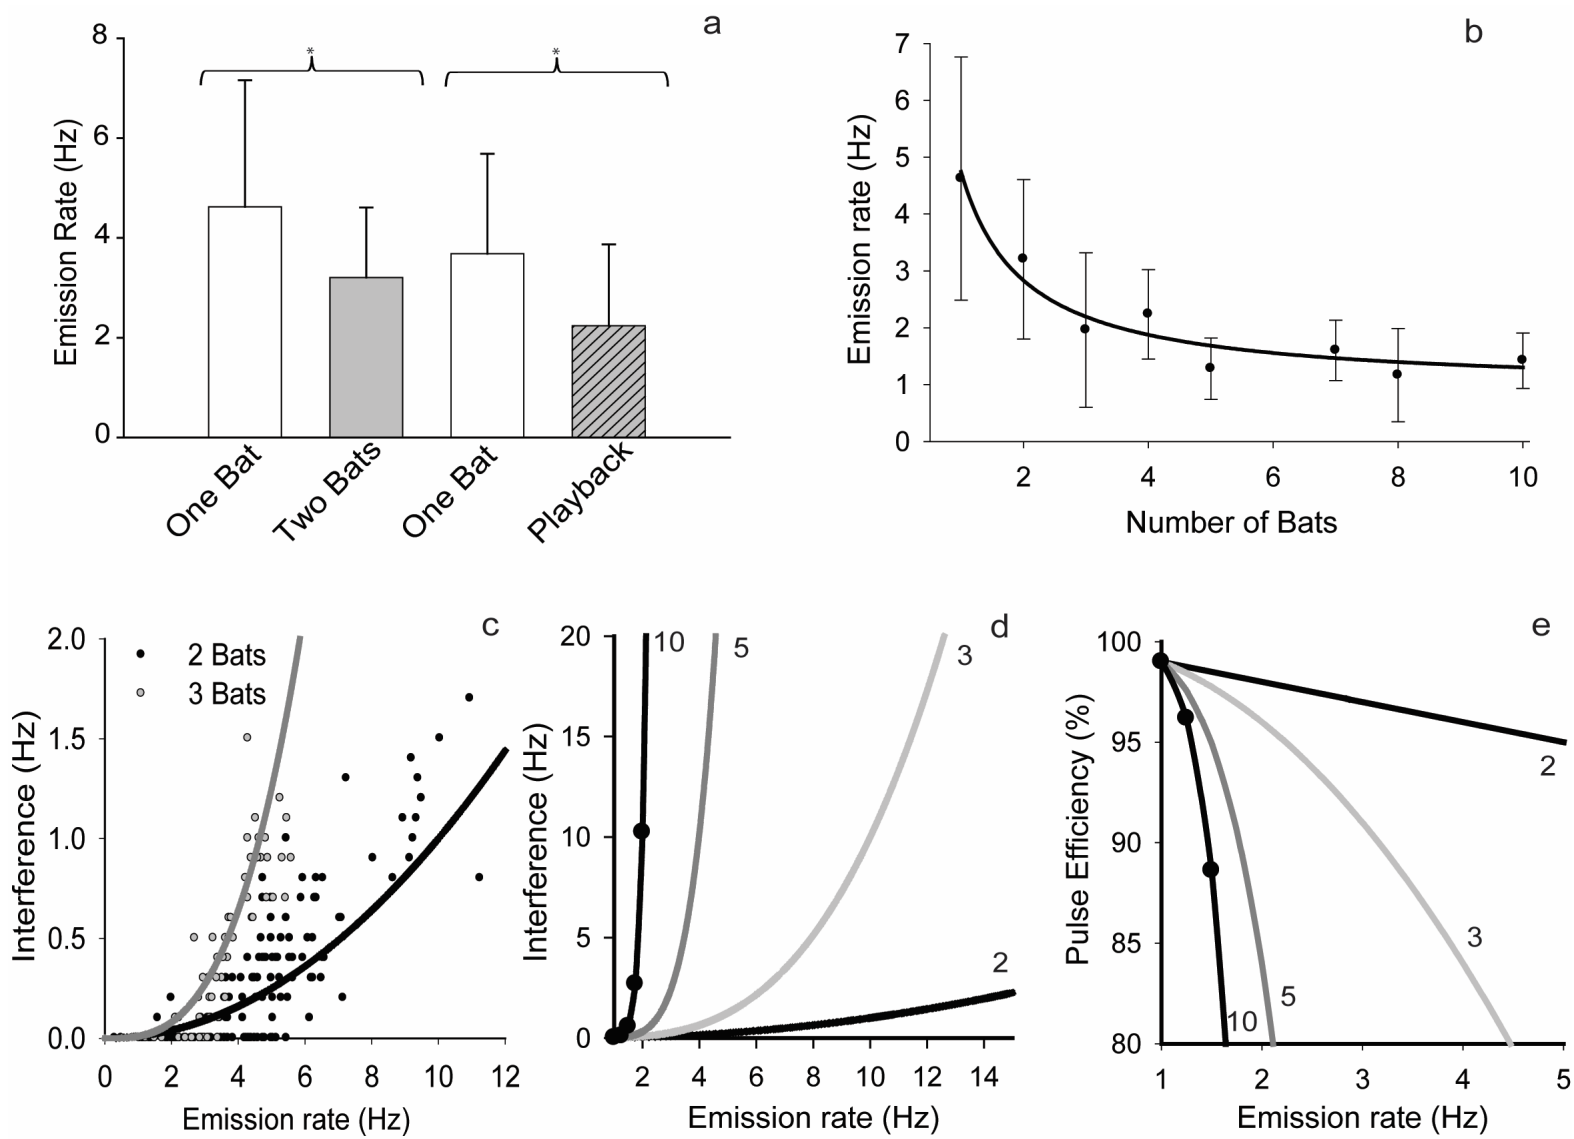 a
8
6
4
2
0
Emission Rate (Hz)
*
*
One Bat
Two Bats
One Bat
Playback
b
7
6
5
4
3
2
1
0
Emission rate (Hz)
2 4 6 8 10
Number of Bats
c
2 Bats
3 Bats
2.0
1.5
1.0
0.5
0.0
Interference (Hz)
0 2 4 6 8 10 12
Emission rate (Hz)
d
20
15
10
5
0
Interference (Hz)
10
5
3
2
2 4 6 8 10 12 14
Emission rate (Hz)
e
100
95
90
85
80
Pulse Efficiency (%)
2
3
5
10
1 2 3 4 5
Emission rate (Hz)